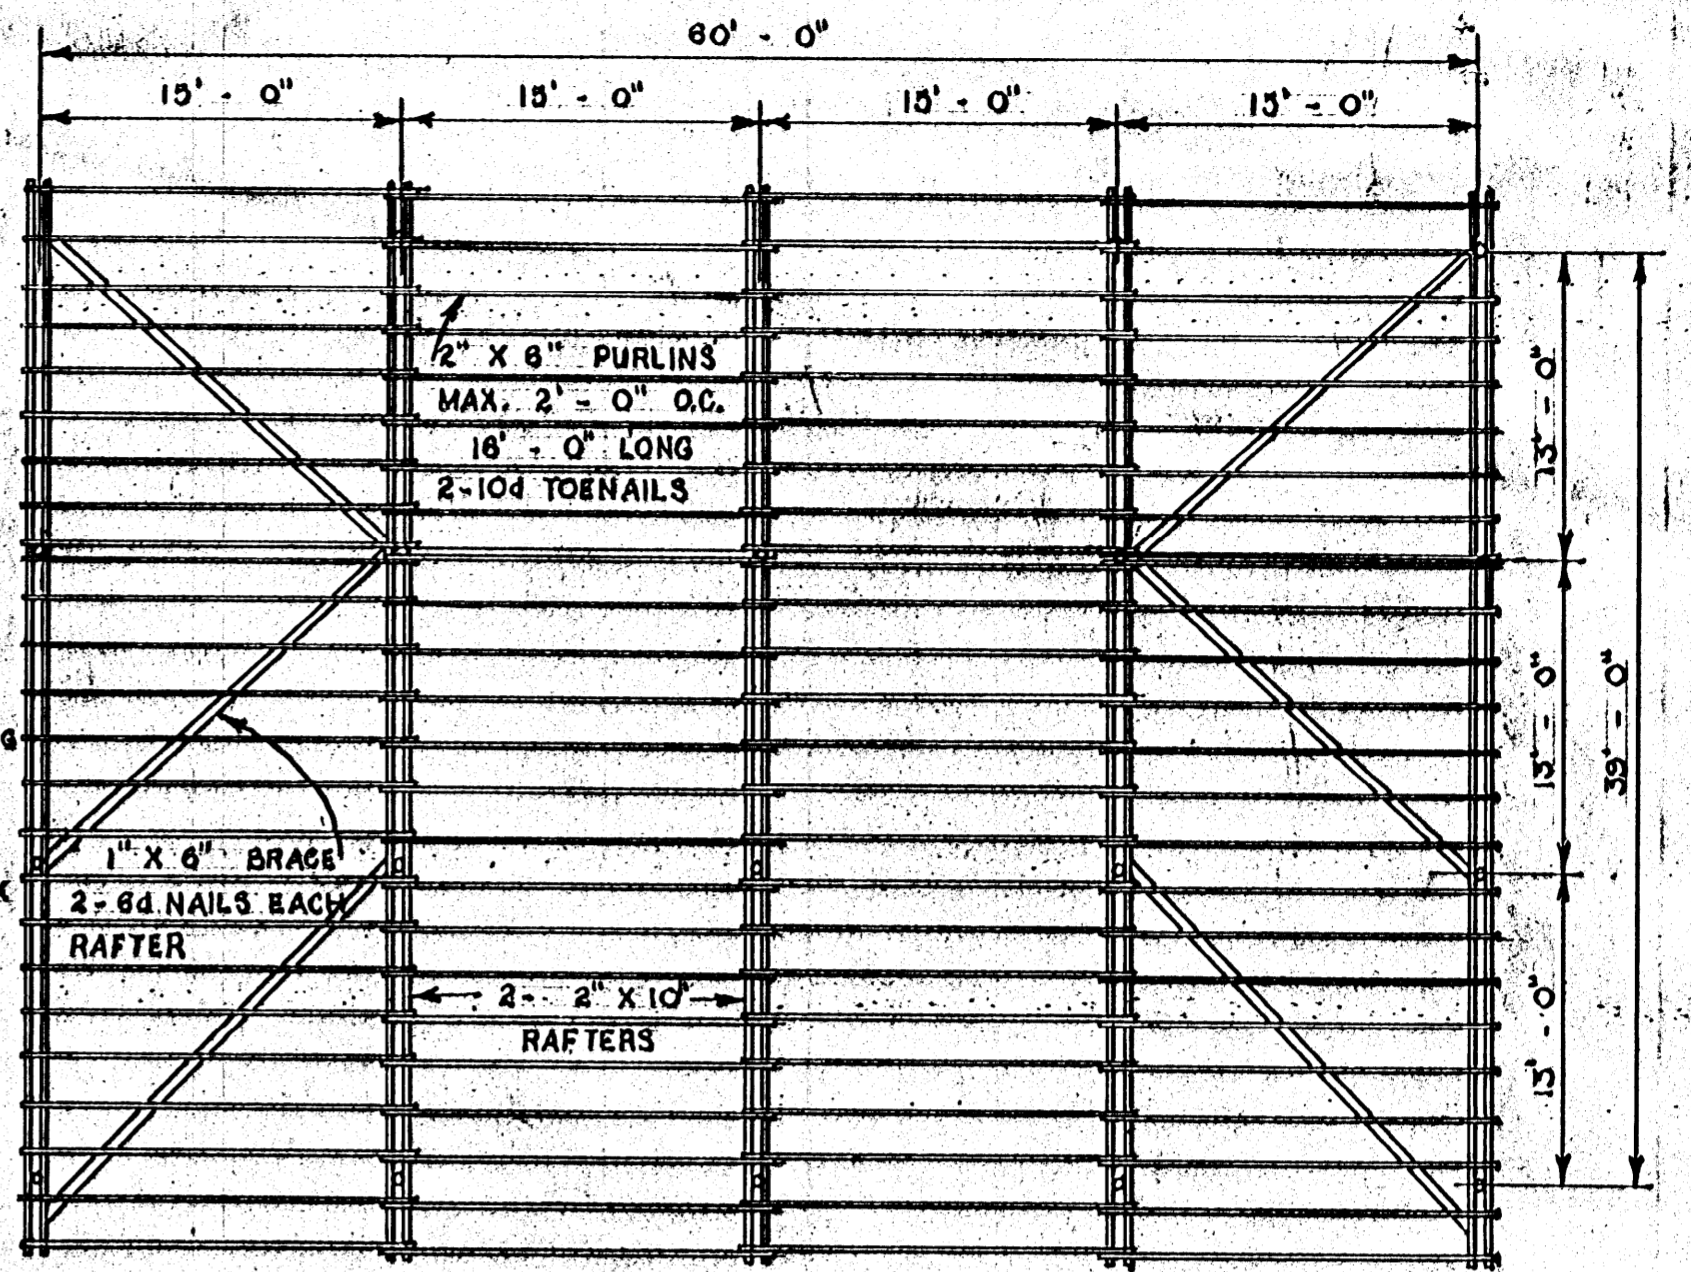 60' - 0"
15' - 0"
15' - 0"
15' - 0"
15' - 0"
2" X 6" PURLINS
MAX. 2' - 0" O.C.
16' - 0" LONG
2-10d TOENAILS
13' - 0"
13' - 0"
39' - 0"
G
1" X 6" BRACE
2-6d NAILS EACH
RAFTER
2- 2" X 10"
RAFTERS
13' - 0"